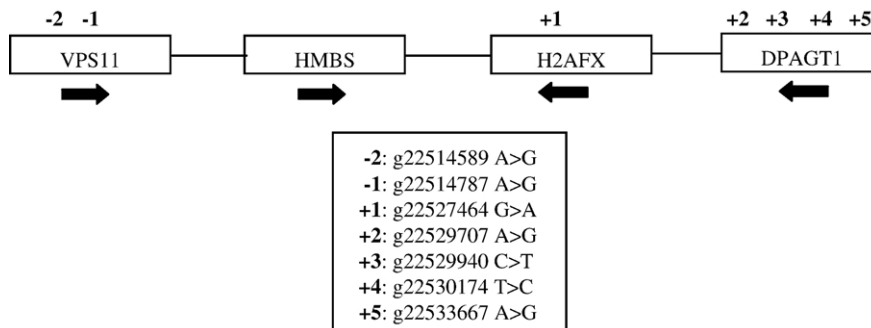 -2 -1 +1 +2 +3 +4 +5
VPS11 HMBS H2AFX DPAGT1
-2: g22514589 A>G
-1: g22514787 A>G
+1: g22527464 G>A
+2: g22529707 A>G
+3: g22529940 C>T
+4: g22530174 T>C
+5: g22533667 A>G